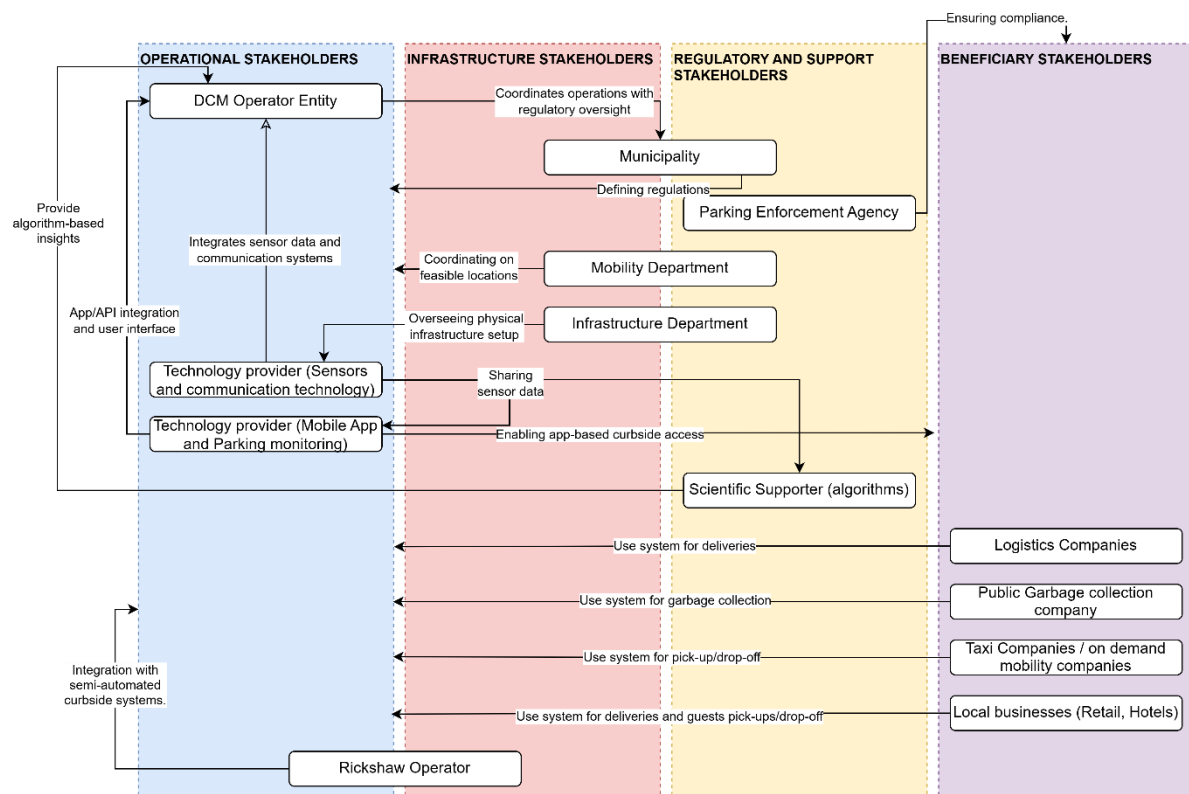 Ensuring compliance.
OPERATIONAL STAKEHOLDERS
INFRASTRUCTURE STAKEHOLDERS
REGULATORY AND SUPPORT
STAKEHOLDERS
BENEFICIARY STAKEHOLDERS
DCM Operator Entity
Coordinates operations with
regulatory oversight
Municipality
Defining regulations
Parking Enforcement Agency
Provide
algorithm-based
insights
Integrates sensor data and
communication systems
Coordinating on
feasible locations
Mobility Department
App/API integration
and user interface
Overseeing physical
infrastructure setup
Infrastructure Department
Technology provider (Sensors
and communication technology)
Sharing
sensor data
Technology provider (Mobile App
and Parking monitoring)
Enabling app-based curbside access
Scientific Supporter (algorithms)
Use system for deliveries
Logistics Companies
Use system for garbage collection
Public Garbage collection
company
Use system for pick-up/drop-off
Taxi Companies / on demand
mobility companies
Integration with
semi-automated
curbside systems.
Use system for deliveries and guests pick-ups/drop-off
Local businesses (Retail, Hotels)
Rickshaw Operator